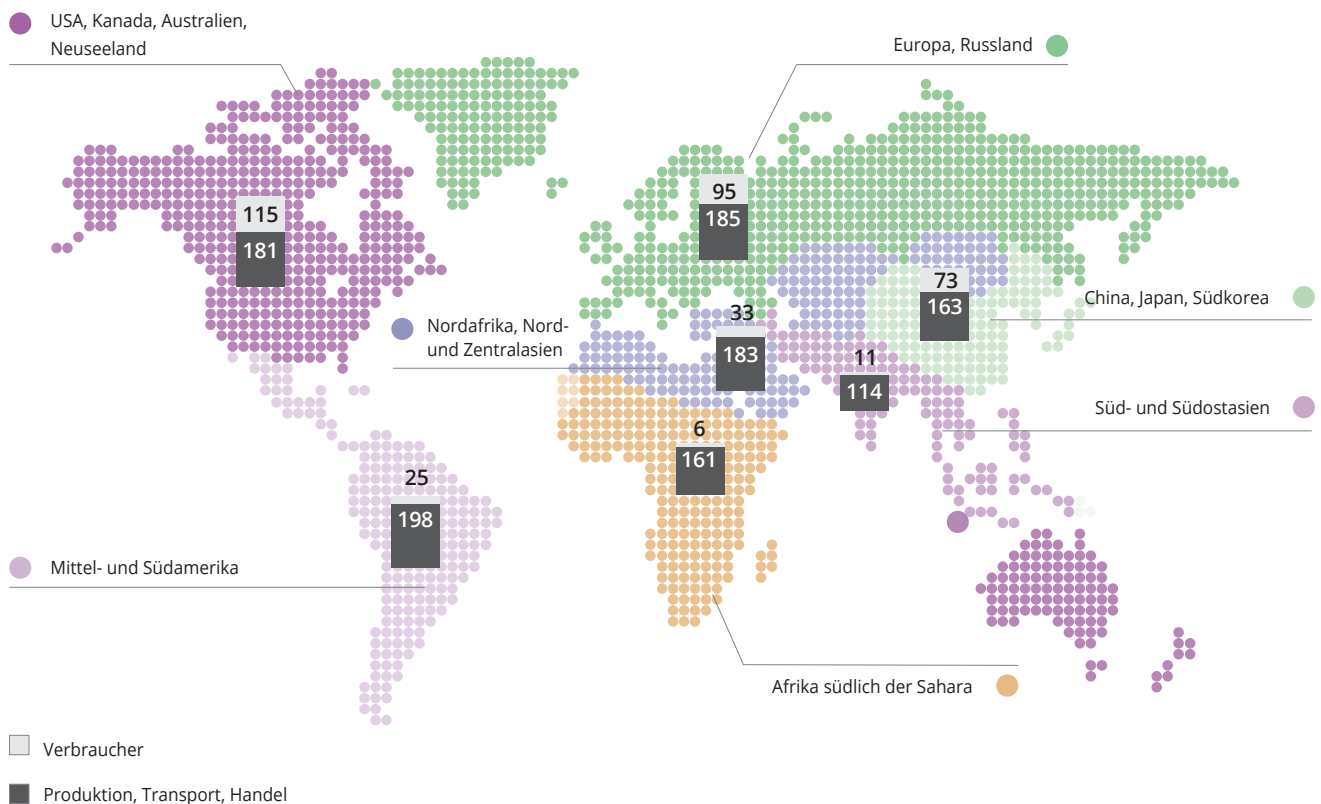 USA, Kanada, Australien,
Neuseeland
Europa, Russland
95
185
115
181
73
163
China, Japan, Südkorea
33
183
Nordafrika, Nord-
und Zentralasien
11
114
Süd- und Südostasien
6
161
25
198
Mittel- und Südamerika
Afrika südlich der Sahara
Verbraucher
Produktion, Transport, Handel